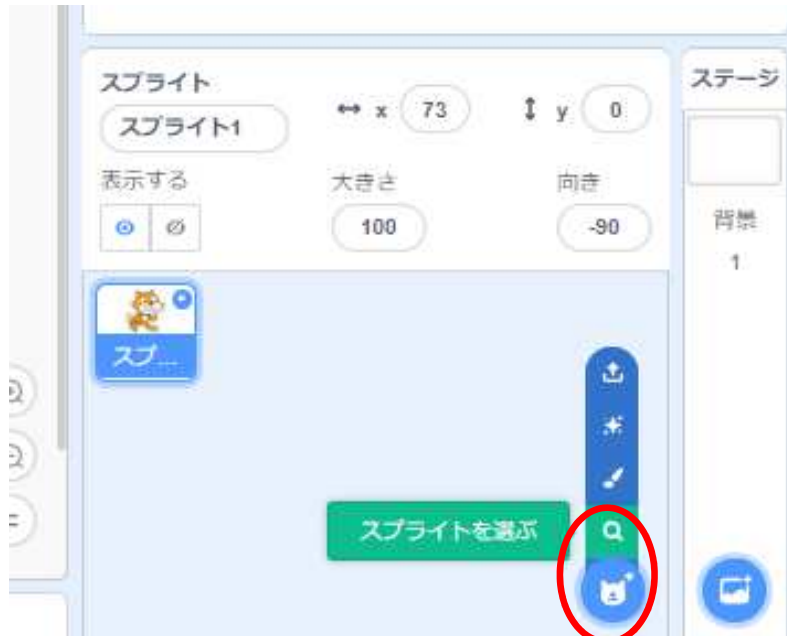 スプライト
スプライト1
x 73
y 0
ステージ
表示する
大きさ
100
向き
-90
背景
1
スプ...
スプライトを選ぶ